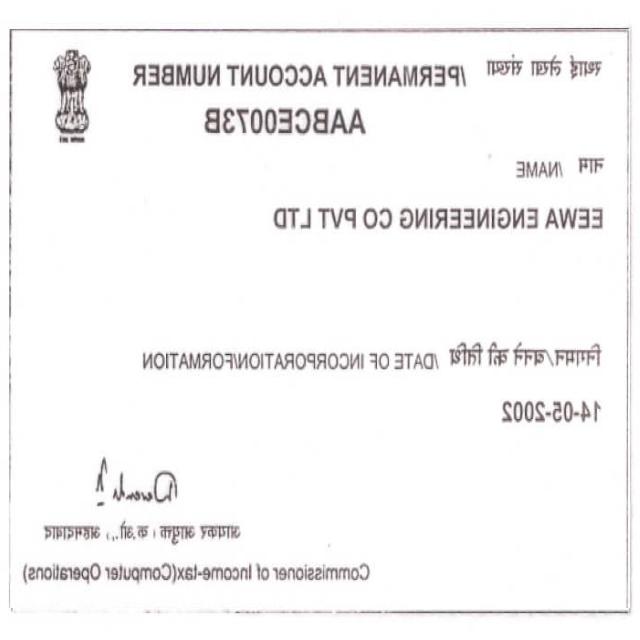 स्थाई लेखा संख्या /PERMANENT ACCOUNT NUMBER
AABCE0073B
नाम /NAME
EEWA ENGINEERING CO PVT LTD
निगमन/बनने की तिथि /DATE OF INCORPORATION/FORMATION
14-05-2002
आयकर आयुक्त (क.ओ.), अहमदाबाद
Commissioner of Income-tax(Computer Operations)